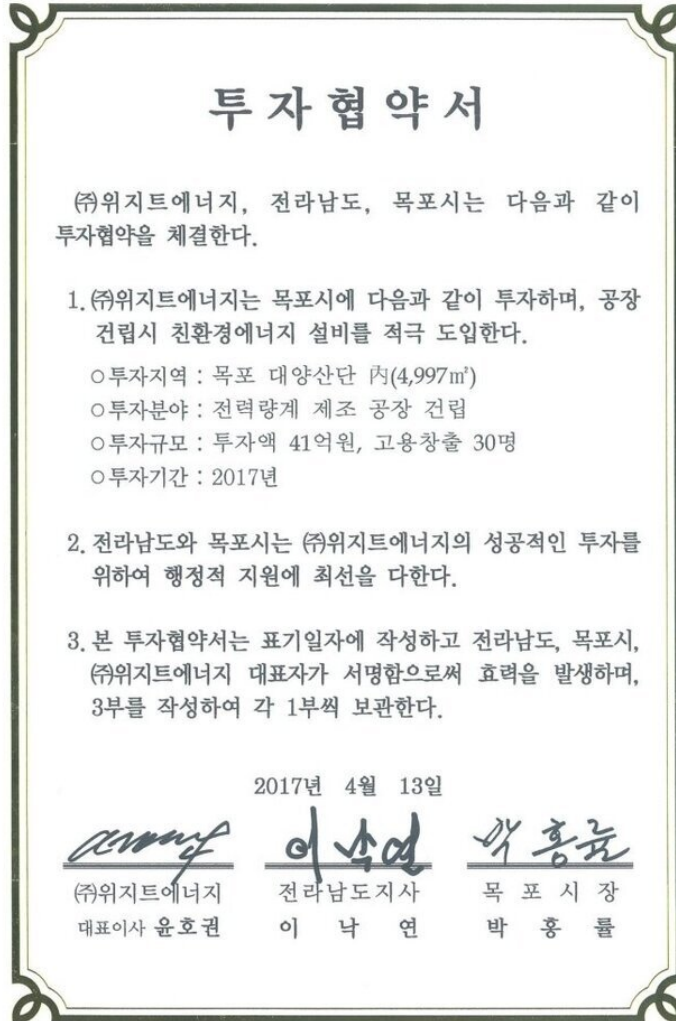 투자협약서
㈜위지트에너지, 전라남도, 목포시는 다음과 같이
투자협약을 체결한다.
1. ㈜위지트에너지는 목포시에 다음과 같이 투자하며, 공장
건립시 친환경에너지 설비를 적극 도입한다.
○투자지역 : 목포 대양산단 內(4,997㎡)
○투자분야 : 전력량계 제조 공장 건립
○투자규모 : 투자액 41억원, 고용창출 30명
○투자기간 : 2017년
2. 전라남도와 목포시는 ㈜위지트에너지의 성공적인 투자를
위하여 행정적 지원에 최선을 다한다.
3. 본 투자협약서는 표기일자에 작성하고 전라남도, 목포시,
㈜위지트에너지 대표자가 서명함으로써 효력을 발생하며,
3부를 작성하여 각 1부씩 보관한다.
2017년 4월 13일
이낙연 박홍률
㈜위지트에너지 전라남도지사 목포시장
대표이사 윤호권 이낙연 박홍률